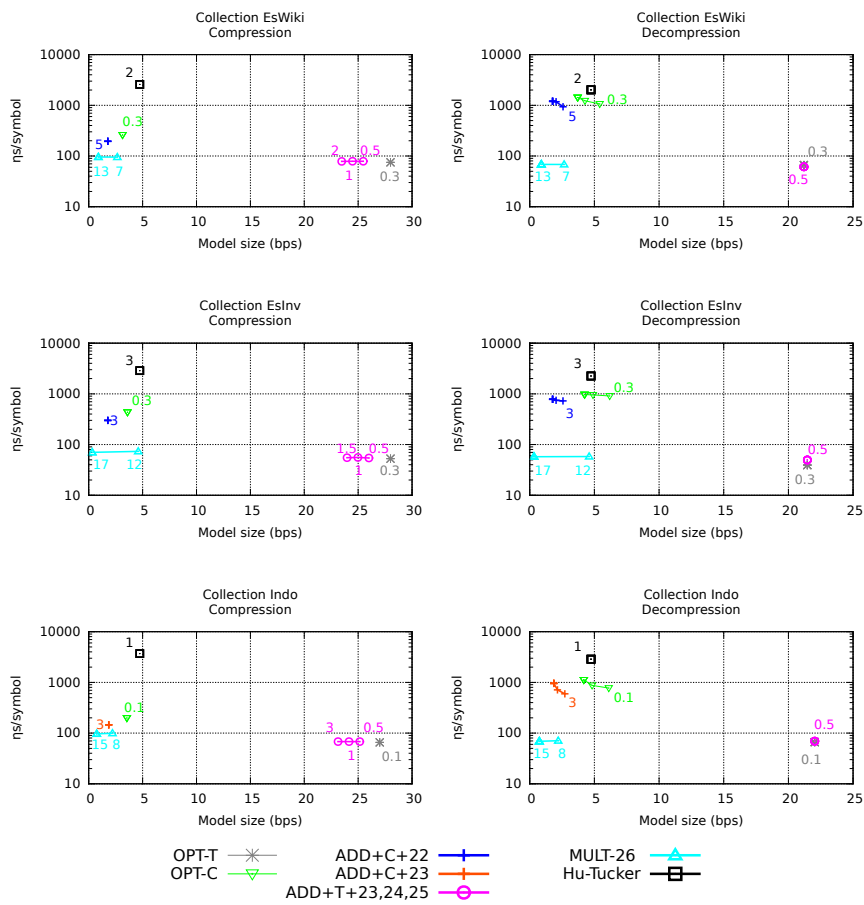 Collection EsWiki
Compression
ηs/symbol
10000
1000
100
10
2
0.3
5
13 7
2 0.5
1
0.3
0 5 10 15 20 25 30
Model size (bps)
Collection EsWiki
Decompression
ηs/symbol
10000
1000
100
10
2
0.3
5
13 7
0.3
0.5
0 5 10 15 20 25
Model size (bps)
Collection EsInv
Compression
ηs/symbol
10000
1000
100
10
3
0.3
3
17 12
1.5 0.5
1
0.3
0 5 10 15 20 25 30
Model size (bps)
Collection EsInv
Decompression
ηs/symbol
10000
1000
100
10
3
0.3
3
17 12
0.5
0.3
0 5 10 15 20 25
Model size (bps)
Collection Indo
Compression
ηs/symbol
10000
1000
100
10
1
0.1
3
15 8
3 0.5
1
0.1
0 5 10 15 20 25 30
Model size (bps)
Collection Indo
Decompression
ηs/symbol
10000
1000
100
10
1
3
0.1
15 8
0.5
0.1
0 5 10 15 20 25
Model size (bps)
OPT-T
OPT-C
ADD+C+22
ADD+C+23
ADD+T+23,24,25
MULT-26
Hu-Tucker